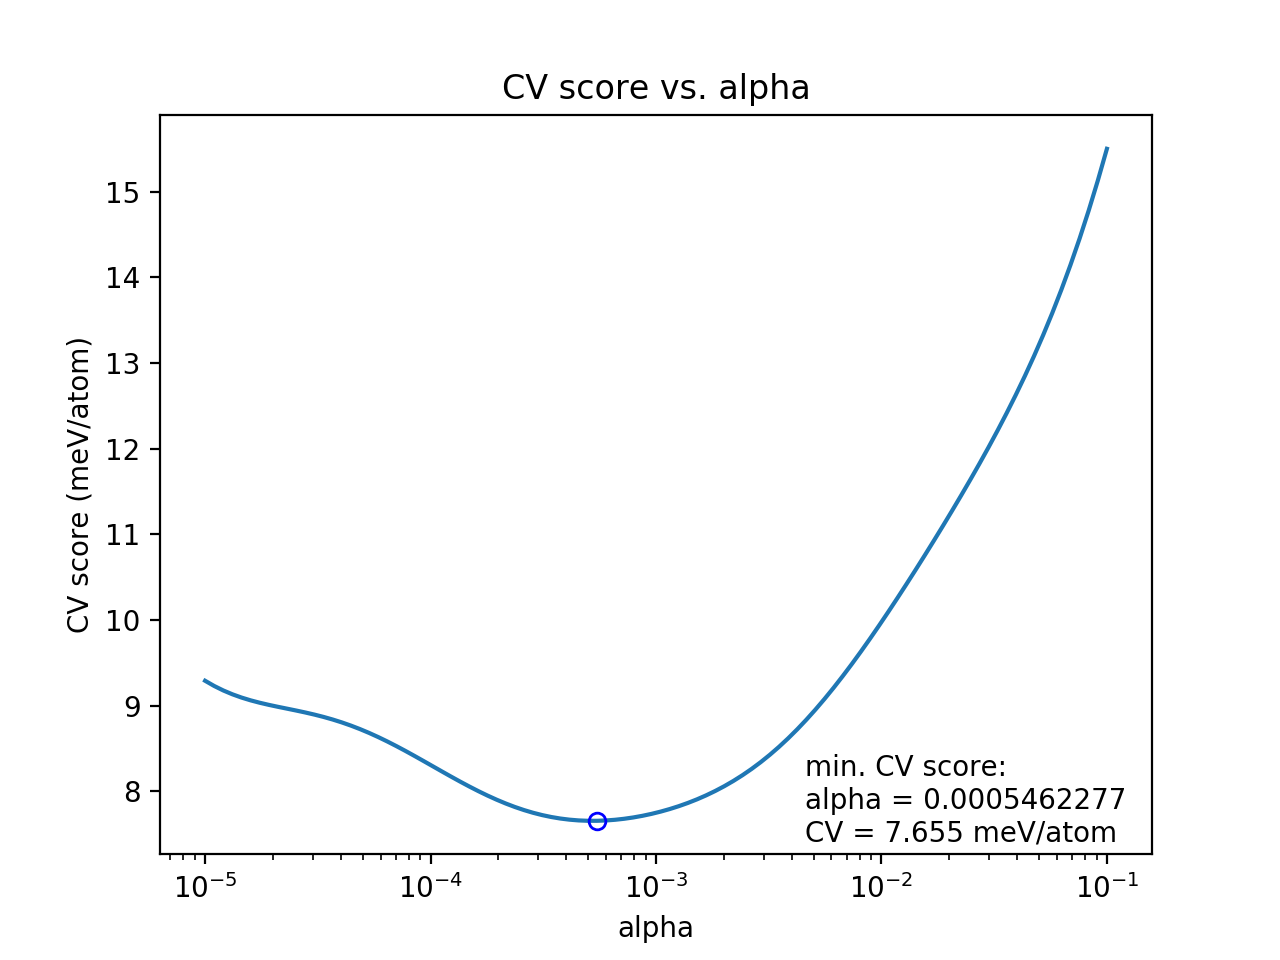 CV score vs. alpha
CV score (meV/atom)
15
14
13
12
11
10
9
8
min. CV score:
alpha = 0.0005462277
CV = 7.655 meV/atom
10⁻⁵ 10⁻⁴ 10⁻³ 10⁻² 10⁻¹
alpha